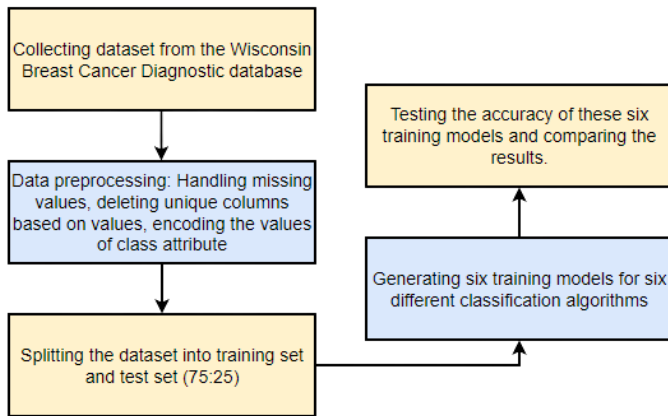 Collecting dataset from the Wisconsin
Breast Cancer Diagnostic database
Data preprocessing: Handling missing
values, deleting unique columns
based on values, encoding the values
of class attribute
Splitting the dataset into training set
and test set (75:25)
Generating six training models for six
different classification algorithms
Testing the accuracy of these six
training models and comparing the
results.